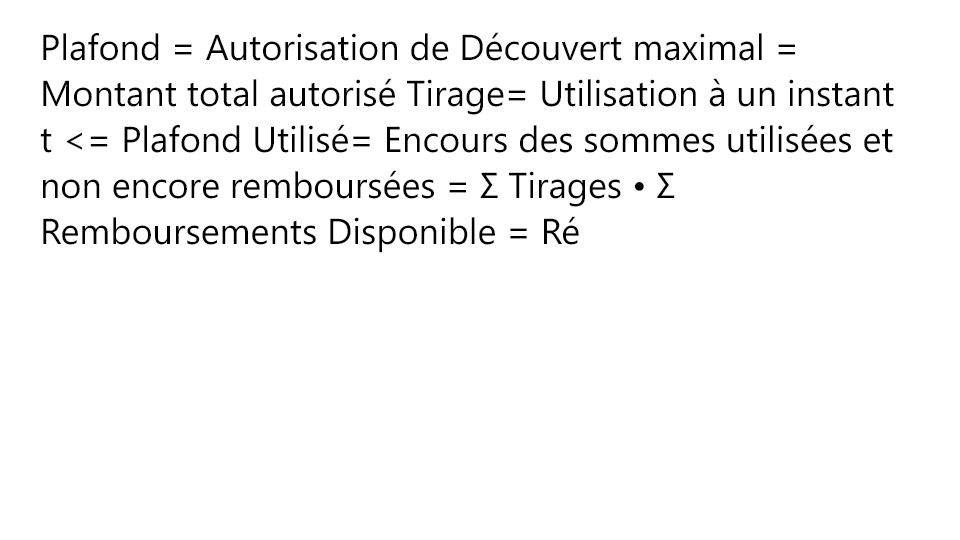 Plafond = Autorisation de Découvert maximal =
Montant total autorisé Tirage= Utilisation à un instant
t <= Plafond Utilisé= Encours des sommes utilisées et
non encore remboursées = Σ Tirages • Σ
Remboursements Disponible = Ré